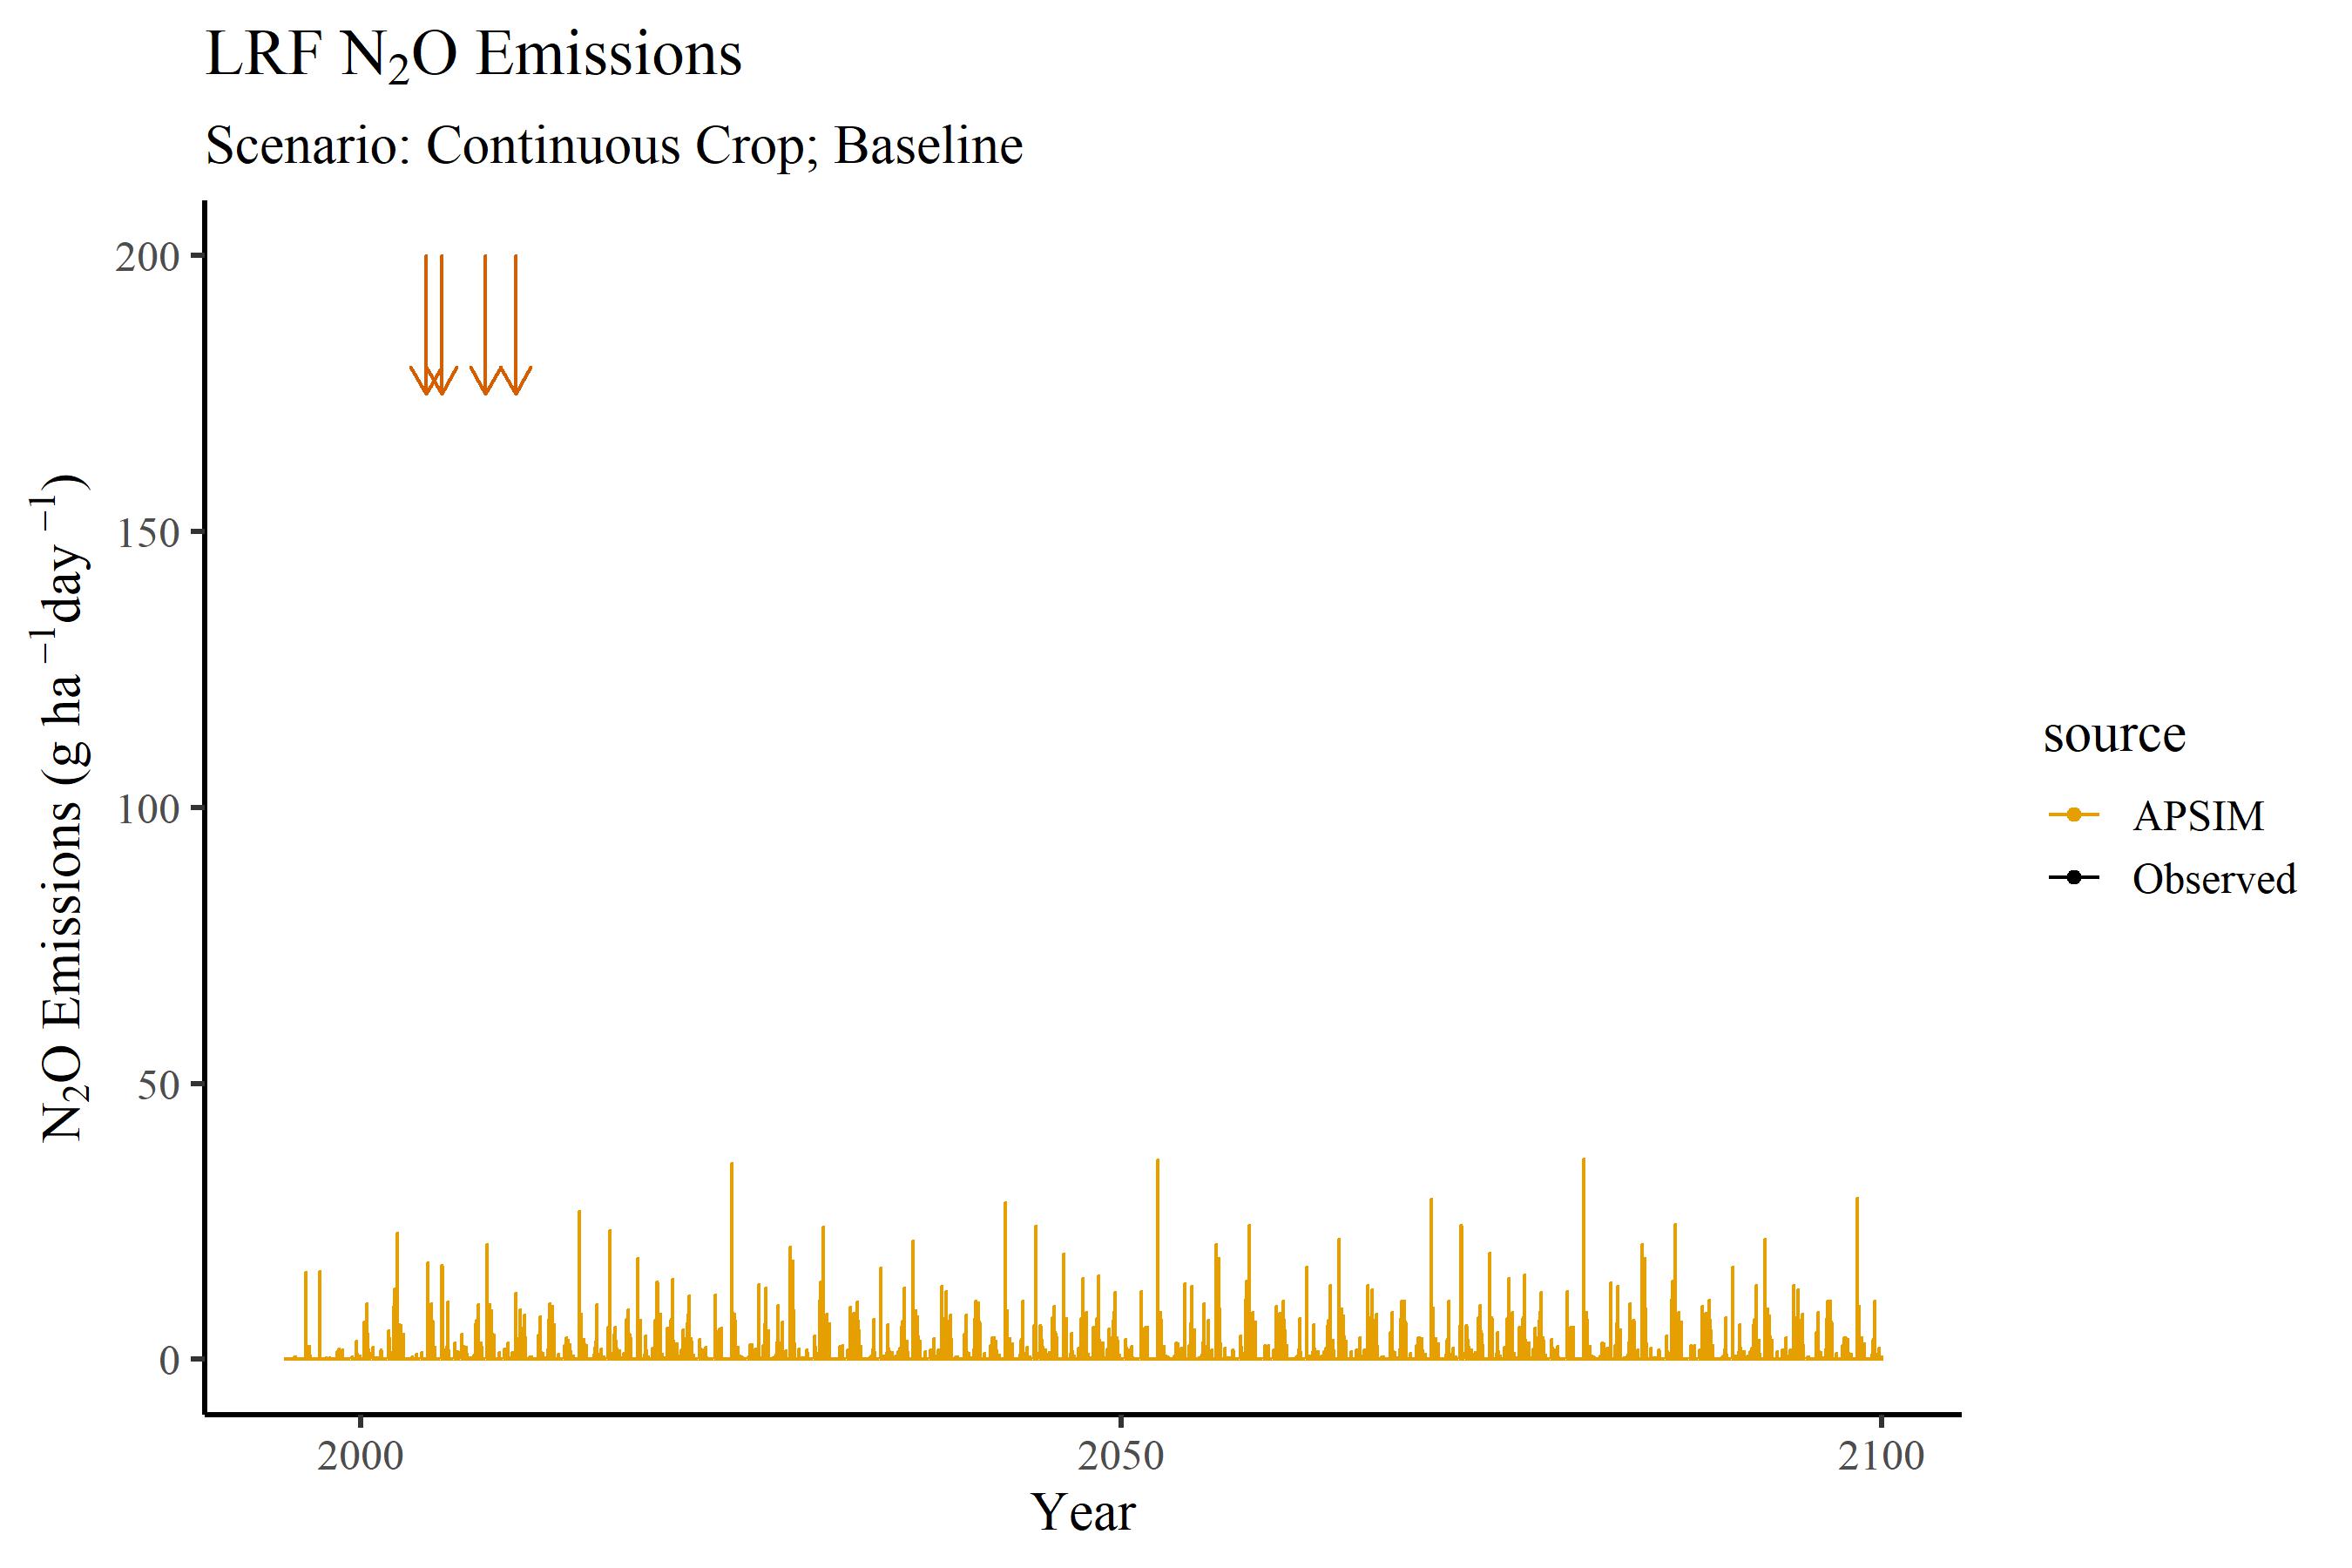 LRF N₂O Emissions
Scenario: Continuous Crop; Baseline
N₂O Emissions (g ha ⁻¹day ⁻¹)
200
150
100
50
0
2000
2050
2100
Year
source
APSIM
Observed